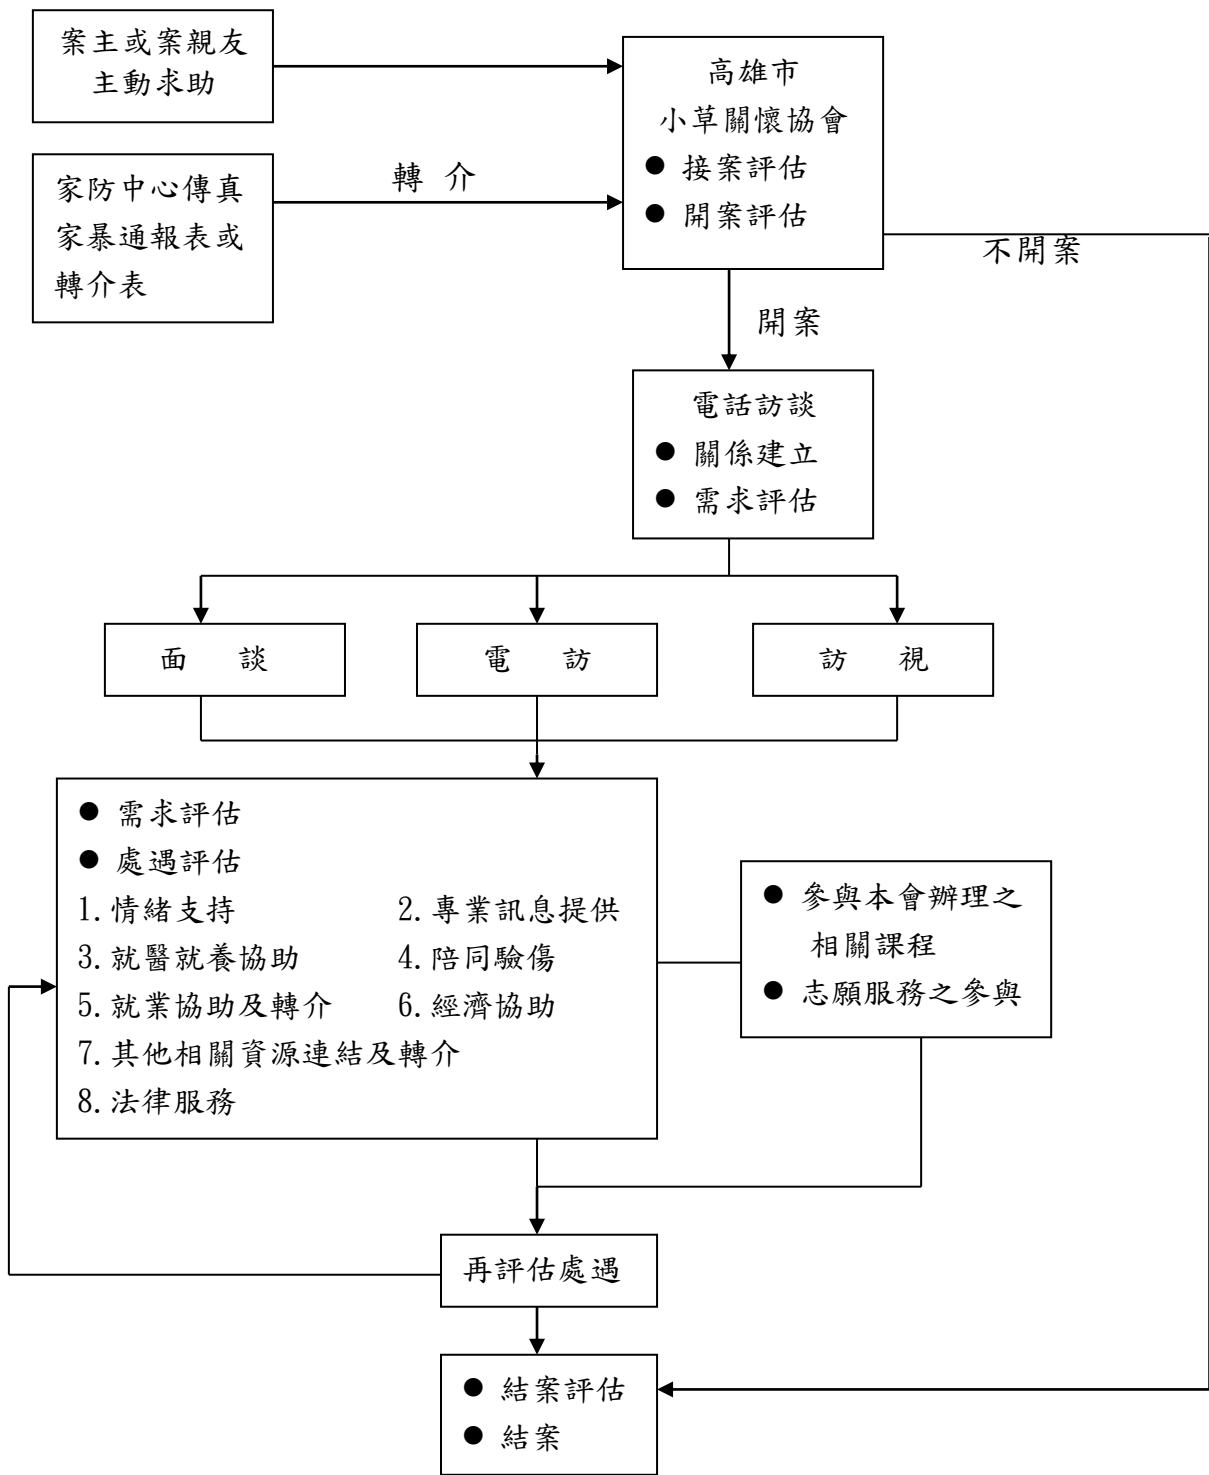 案主或案親友
主動求助
高雄市
小草關懷協會
● 接案評估
● 開案評估
家防中心傳真
家暴通報表或
轉介表
轉 介
不開案
開案
電話訪談
● 關係建立
● 需求評估
面 談
電 訪
訪 視
● 需求評估
● 處遇評估
1.情緒支持 2.專業訊息提供
3.就醫就養協助 4.陪同驗傷
5.就業協助及轉介 6.經濟協助
7.其他相關資源連結及轉介
8.法律服務
● 參與本會辦理之
相關課程
● 志願服務之參與
再評估處遇
● 結案評估
● 結案